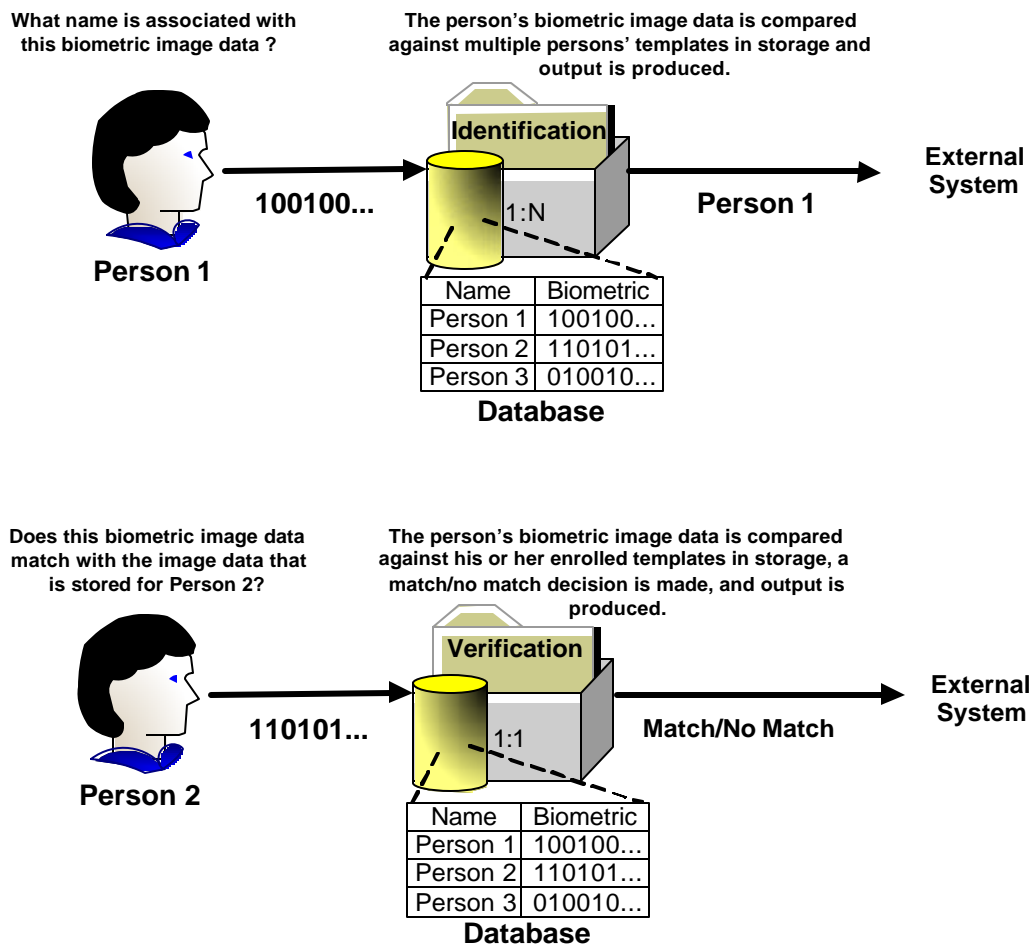 What name is associated with
this biometric image data ?
The person’s biometric image data is compared
against multiple persons’ templates in storage and
output is produced.
Identification
100100...
1:N
Person 1
External
System
Person 1
Name Biometric
Person 1 100100...
Person 2 110101...
Person 3 010010...
Database
Does this biometric image data
match with the image data that
is stored for Person 2?
The person’s biometric image data is compared
against his or her enrolled templates in storage, a
match/no match decision is made, and output is
produced.
Verification
110101...
1:1
Match/No Match
External
System
Person 2
Name Biometric
Person 1 100100...
Person 2 110101...
Person 3 010010...
Database